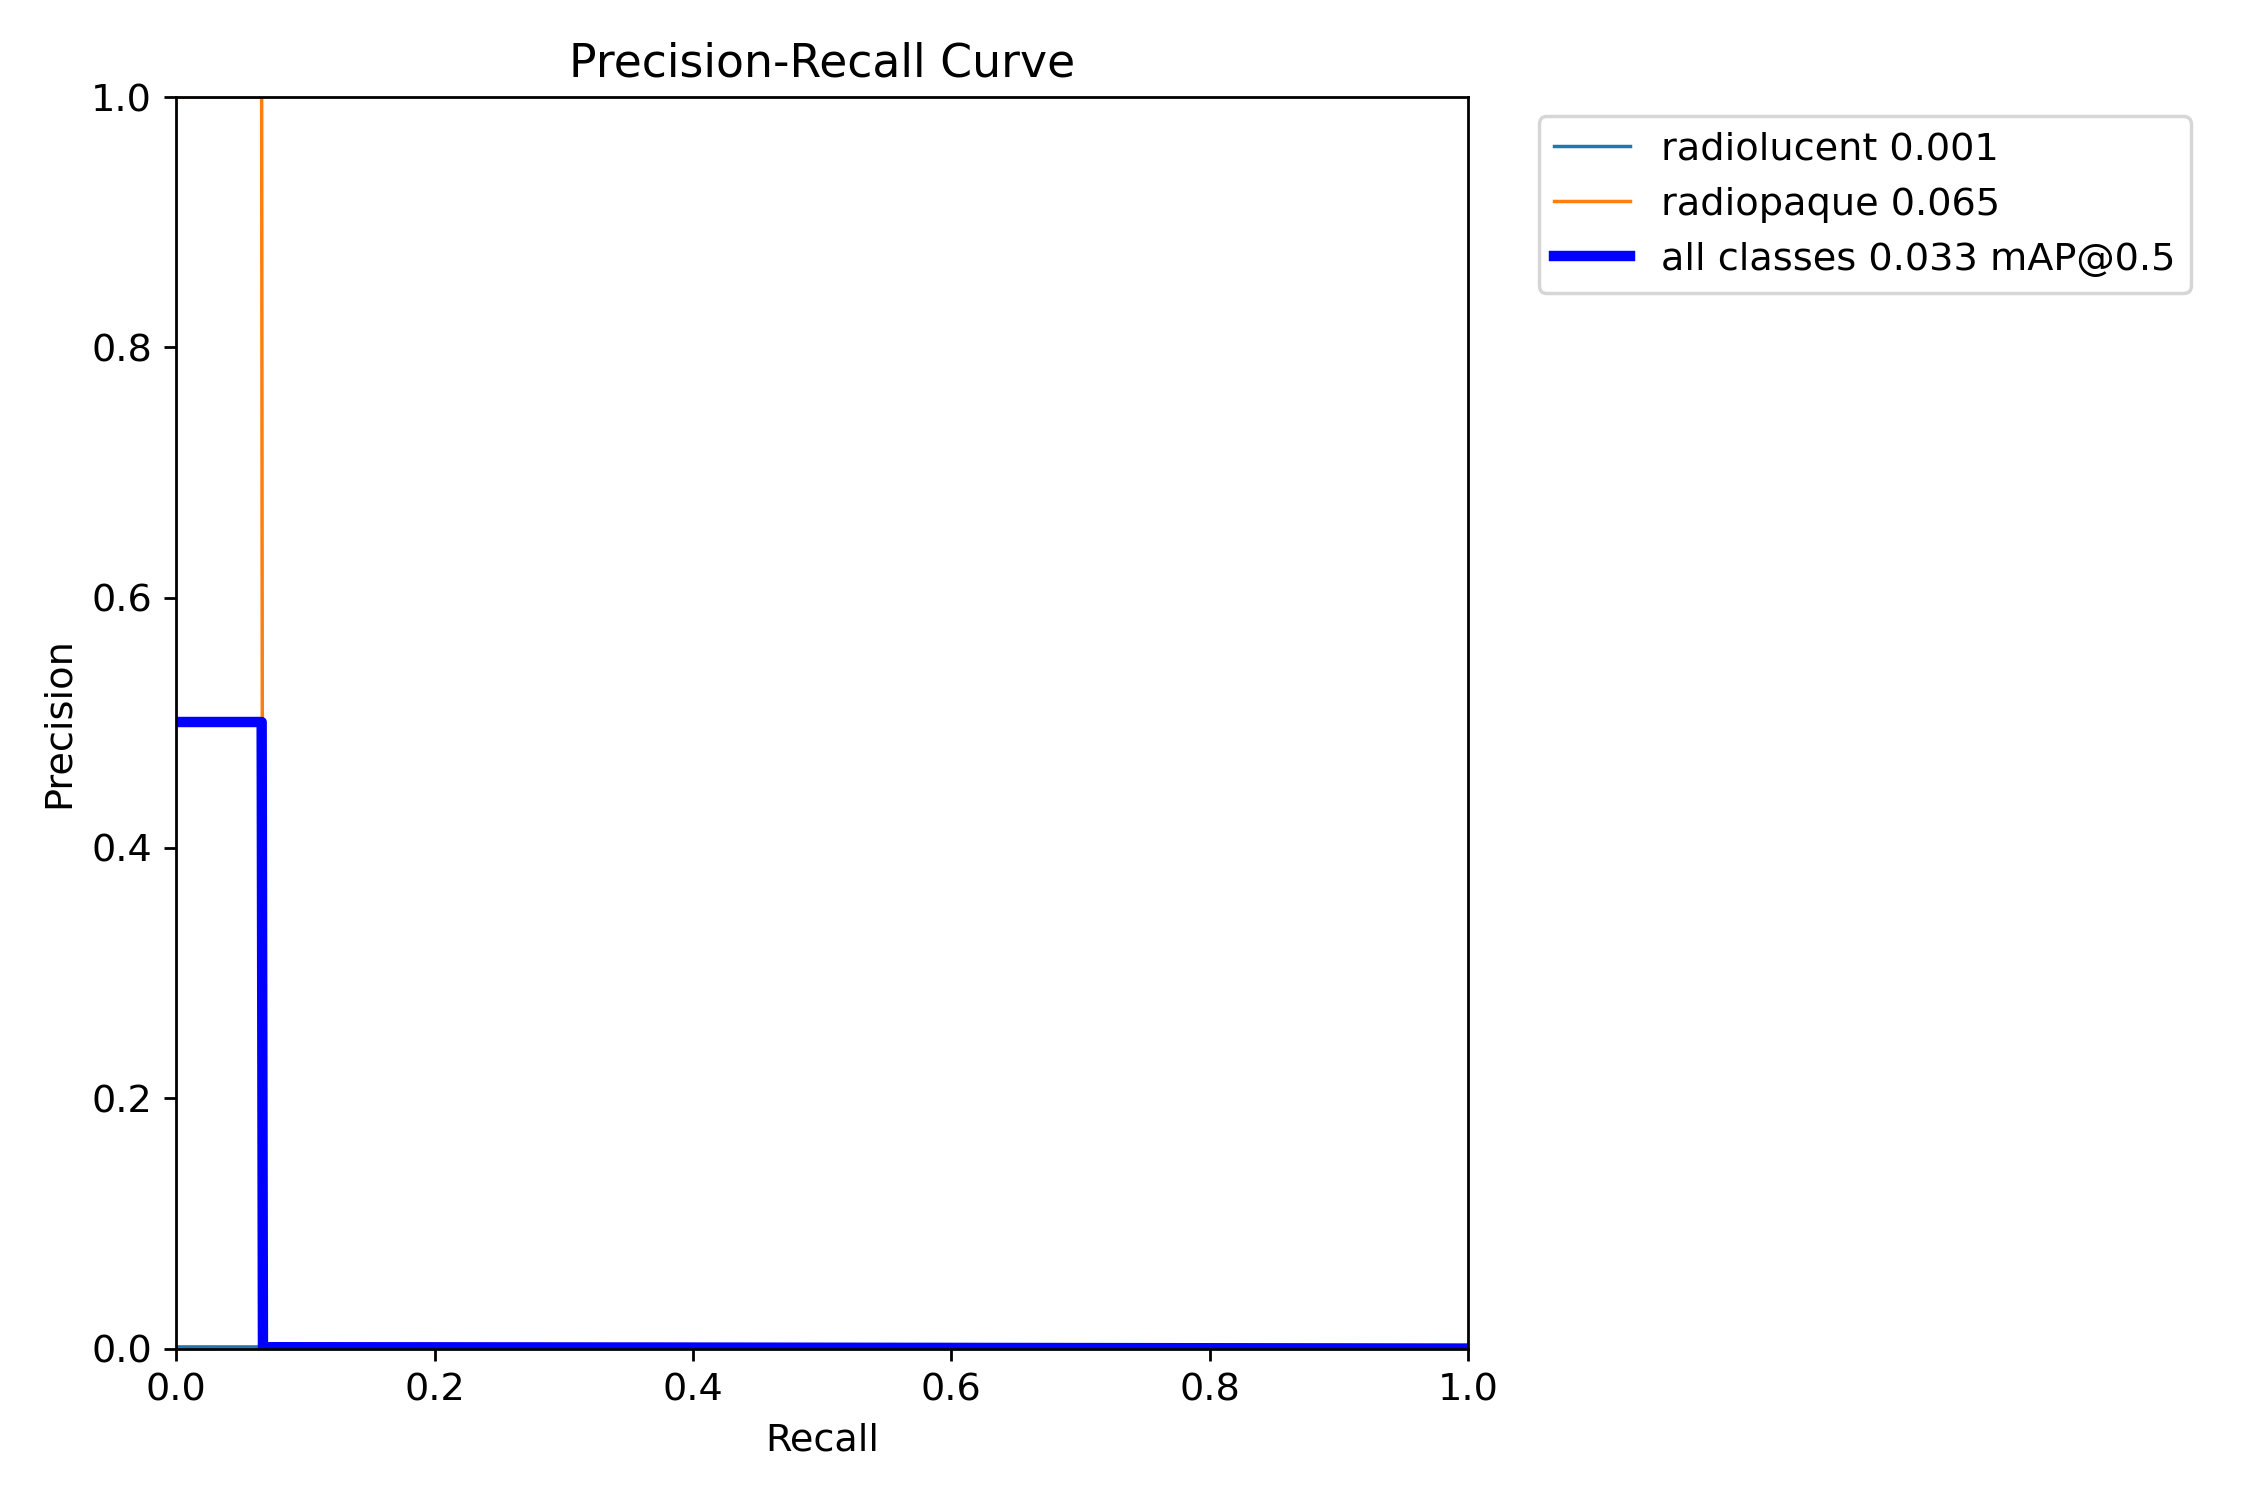 Precision-Recall Curve
1.0
0.8
0.6
0.4
0.2
0.0
Precision
0.0 0.2 0.4 0.6 0.8 1.0
Recall
radiolucent 0.001
radiopaque 0.065
all classes 0.033 mAP@0.5